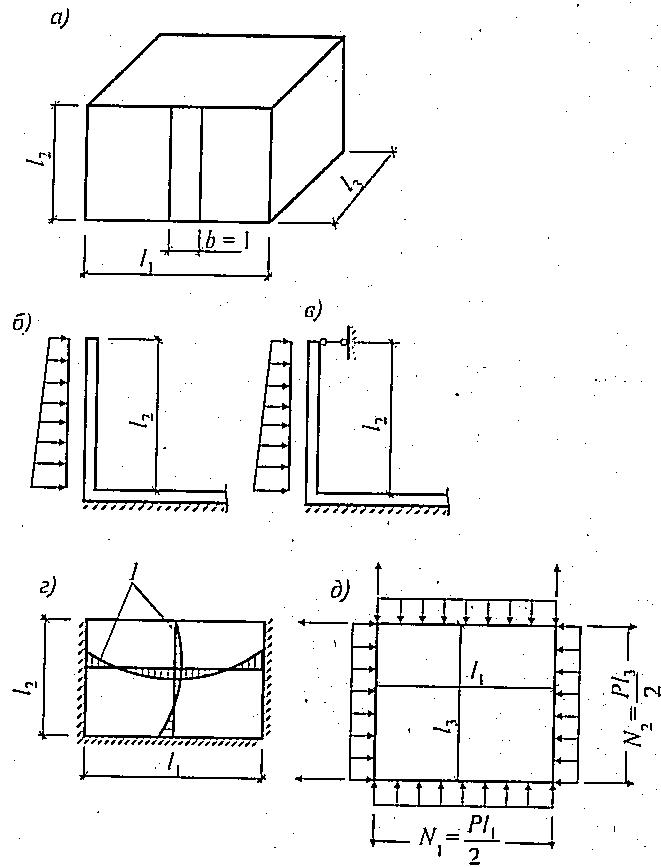 а)
l₂
l₃
b = 1
l₁
б)
l₂
в)
l₂
г)
1
l₂
l₁
д)
l₁
l₃
N₂ = Pl₃/2
N₁ = Pl₁/2